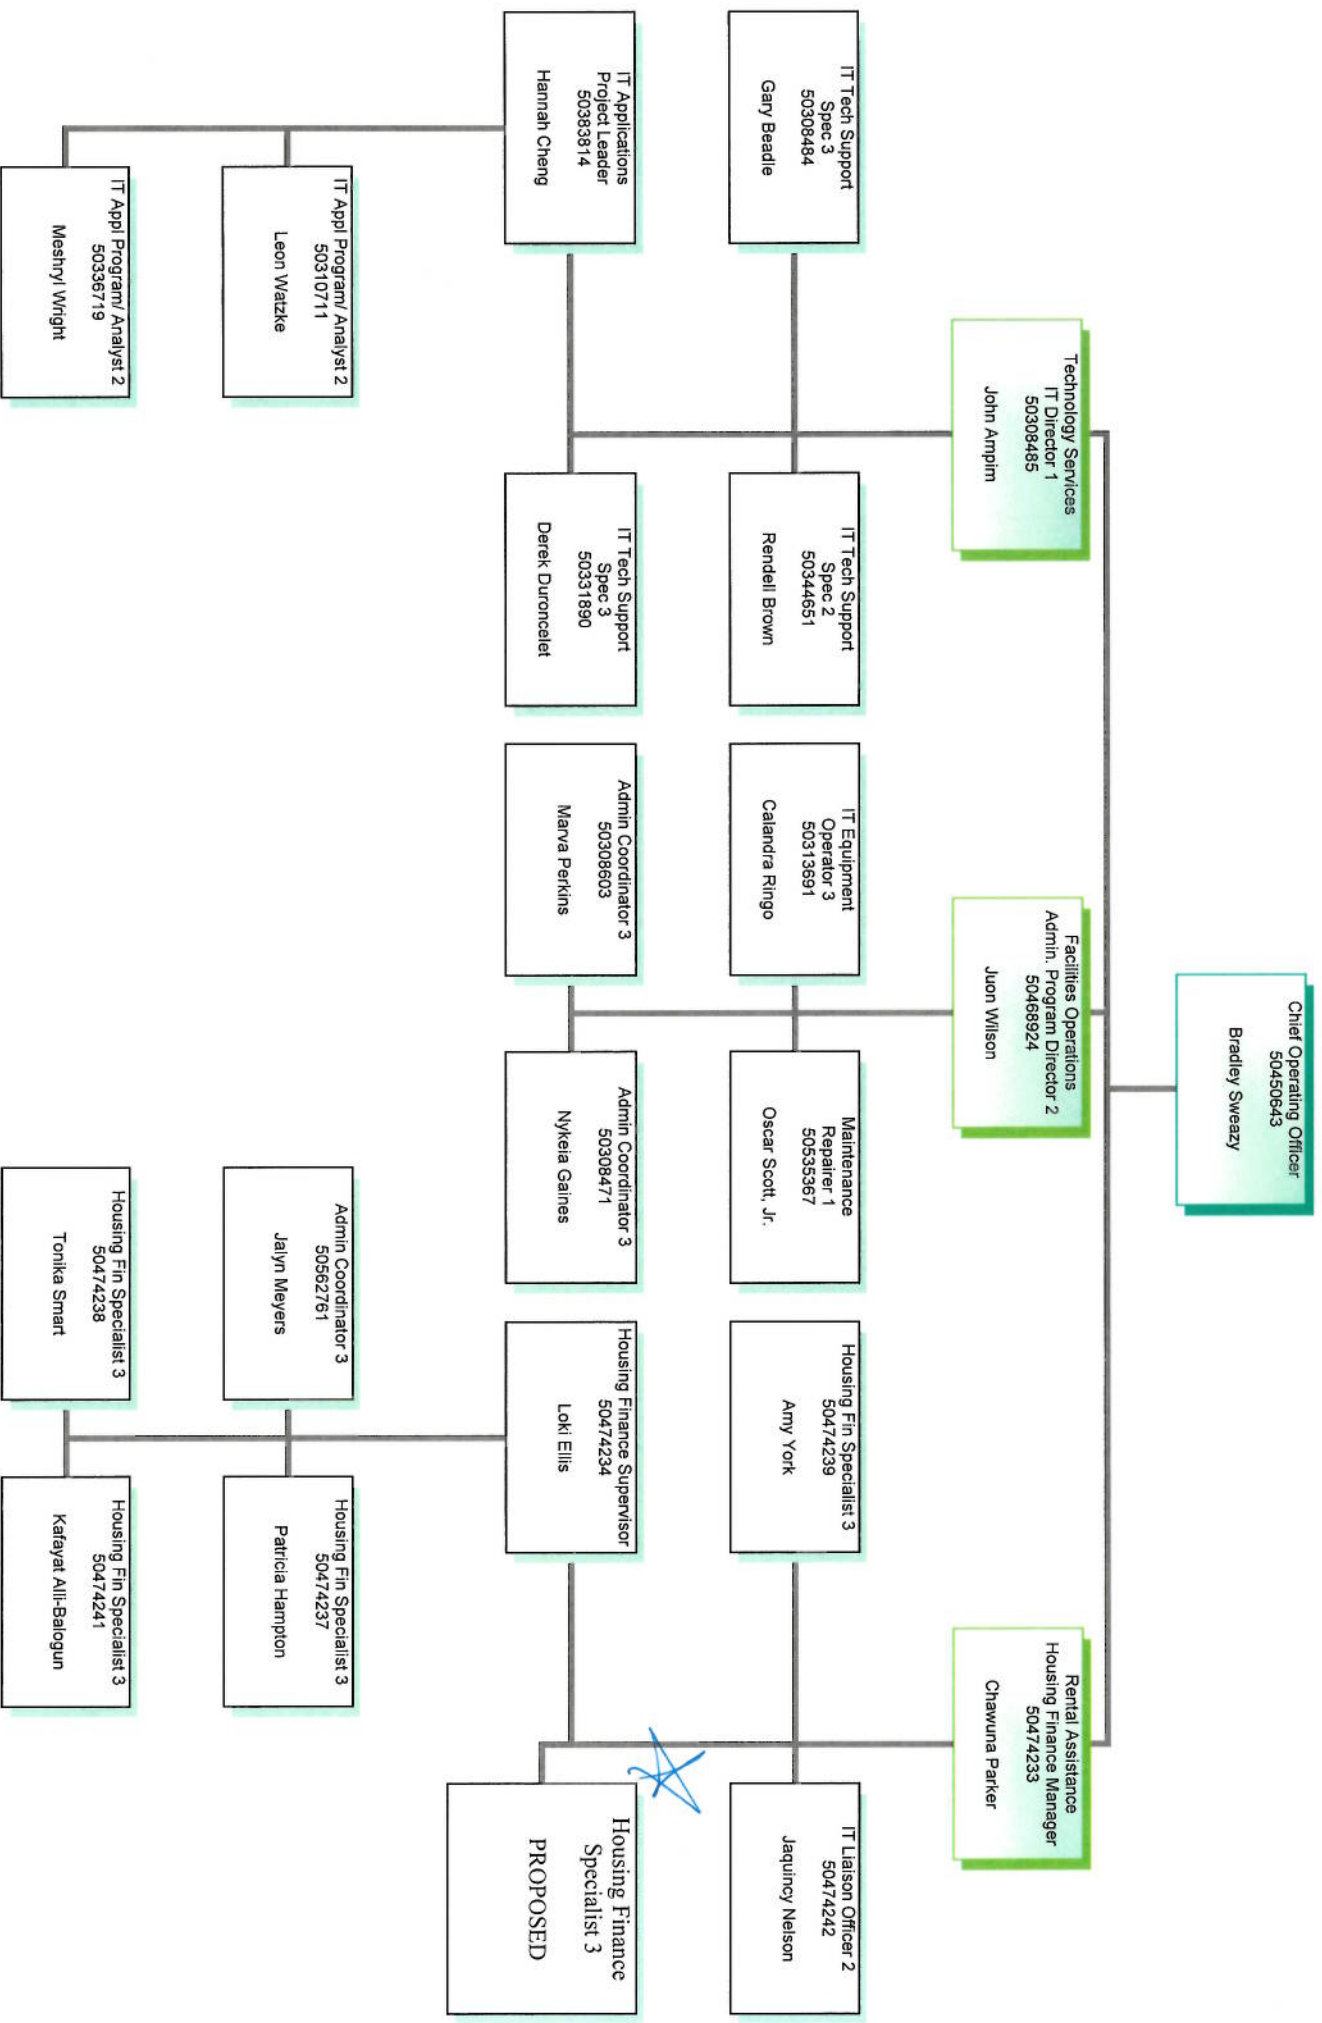 Chief Operating Officer
50450643
Bradley Sweazy
Technology Services
IT Director 1
50308485
John Ampim
Facilities Operations
Admin. Program Director 2
50468924
Juon Wilson
Rental Assistance
Housing Finance Manager
50474233
Chawuna Parker
IT Tech Support
Spec 3
50308484
Gary Beadle
IT Tech Support
Spec 2
50344651
Rendell Brown
IT Equipment
Operator 3
50313691
Calandra Ringo
Maintenance
Repairer 1
50535367
Oscar Scott, Jr.
Housing Fin Specialist 3
50474239
Amy York
IT Liaison Officer 2
50474242
Jaquincy Nelson
IT Applications
Project Leader
50383814
Hannah Cheng
IT Tech Support
Spec 3
50331890
Derek Duroncelet
Admin Coordinator 3
50308603
Marva Perkins
Admin Coordinator 3
50308471
Nykeia Gaines
Housing Finance Supervisor
50474234
Loki Ellis
Housing Finance
Specialist 3
PROPOSED
IT Appl Program/ Analyst 2
50310711
Leon Watzke
Admin Coordinator 3
50562761
Jalyn Meyers
Housing Fin Specialist 3
50474237
Patricia Hampton
IT Appl Program/ Analyst 2
50336719
Meshryl Wright
Housing Fin Specialist 3
50474238
Tonika Smart
Housing Fin Specialist 3
50474241
Kafayat Alli-Balogun